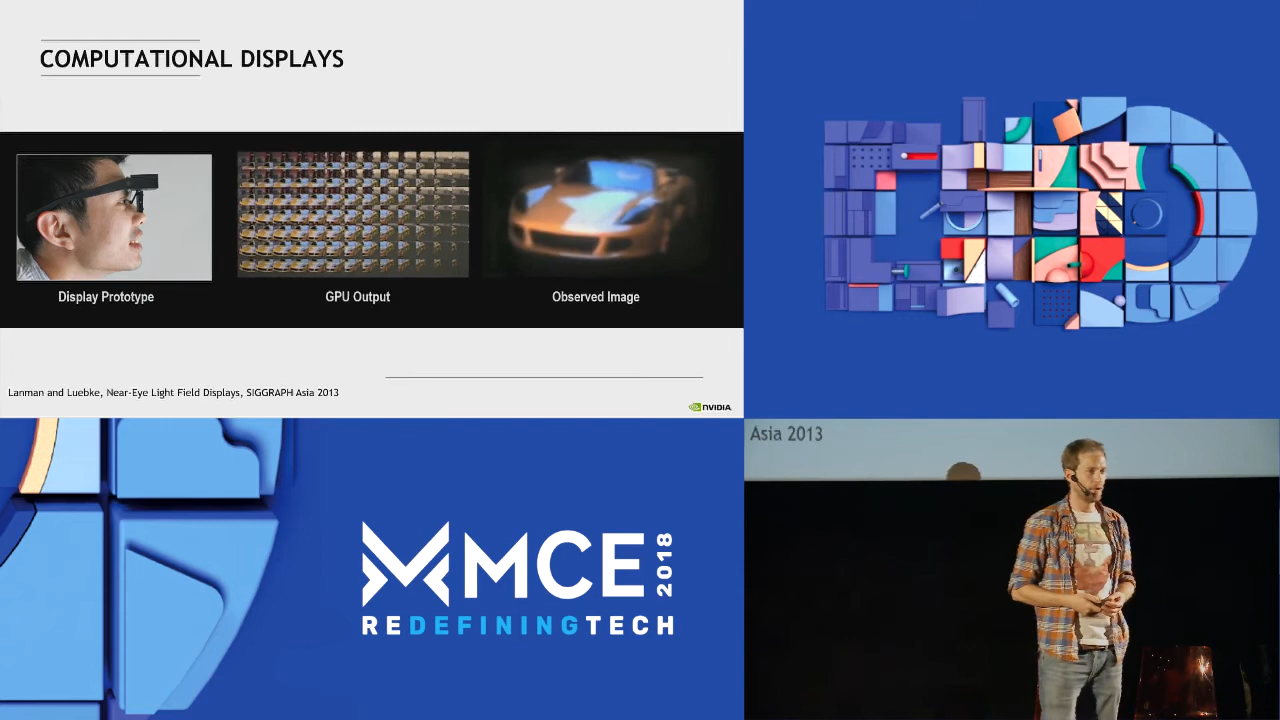 COMPUTATIONAL DISPLAYS
Display Prototype
GPU Output
Observed Image
Lanman and Luebke, Near-Eye Light Field Displays, SIGGRAPH Asia 2013
NVIDIA
MCE 2018
REDEFININGTECH
Asia 2013